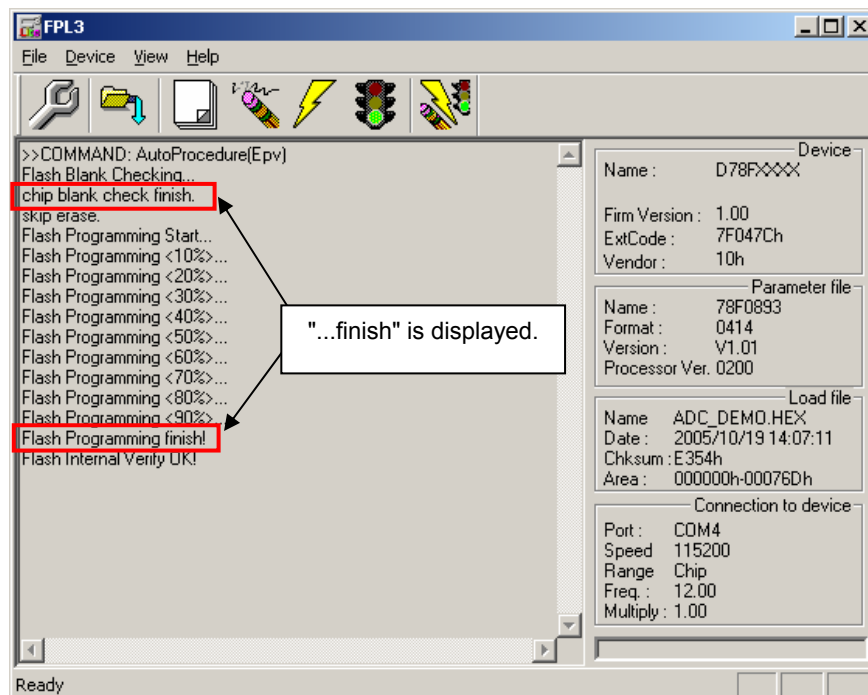 FPL3
File Device View Help
>>COMMAND: AutoProcedure(Epv)
Flash Blank Checking...
chip blank check finish.
skip erase.
Flash Programming Start...
Flash Programming <10%>...
Flash Programming <20%>...
Flash Programming <30%>...
Flash Programming <40%>...
Flash Programming <50%>...
Flash Programming <60%>...
Flash Programming <70%>...
Flash Programming <80%>...
Flash Programming <90%>...
Flash Programming finish!
Flash Internal Verify OK!
"...finish" is displayed.
Device
Name : D78FXXXX
Firm Version : 1.00
ExtCode : 7F047Ch
Vendor : 10h
Parameter file
Name : 78F0893
Format : 0414
Version : V1.01
Processor Ver. 0200
Load file
Name ADC_DEMO.HEX
Date : 2005/10/19 14:07:11
Chksum : E354h
Area : 000000h-00076Dh
Connection to device
Port : COM4
Speed 115200
Range Chip
Freq. : 12.00
Multiply : 1.00
Ready